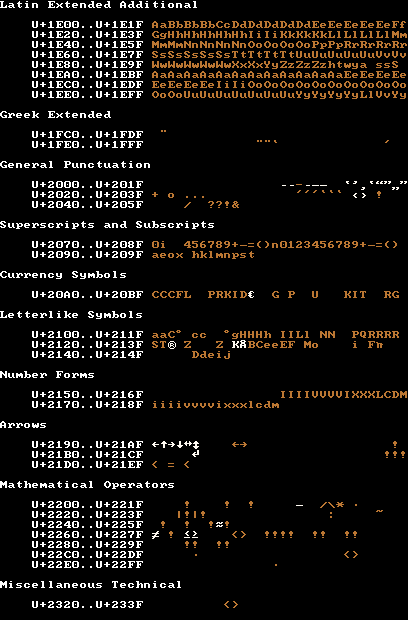 Latin Extended Additional
U+1E00..U+1E1F AaBbBbBbCcDdDdDdDdDdEeEeEeEeEeFf
U+1E20..U+1E3F GgHhHhHhHhHhIiIiKkKkKkLlLlLlLlMm
U+1E40..U+1E5F MmMmNnNnNnNnOoOoOoOoPpPpRrRrRrRr
U+1E60..U+1E7F SsSsSsSsSsTtTtTtTtUuUuUuUuUuVvVv
U+1E80..U+1E9F WwWwWwWwWwXxXxYyZzZzZzhtwya ssS
U+1EA0..U+1EBF AaAaAaAaAaAaAaAaAaAaAaAaEeEeEeEe
U+1EC0..U+1EDF EeEeEeEeIiIiOoOoOoOoOoOoOoOoOoOo
U+1EE0..U+1EFF OoOoUuUuUuUuUuUuUuYyYyYyYyLlVvYy
Greek Extended
U+1FC0..U+1FDF ¨
U+1FE0..U+1FFF ¨¨` ´
General Punctuation
U+2000..U+201F
U+2020..U+203F
U+2040..U+205F / ??!&
Superscripts and Subscripts
U+2070..U+208F 0i 456789+-=()n0123456789+-=()
U+2090..U+209F aeox hklmnpst
Currency Symbols
U+20A0..U+20BF CCCFL PRKID€ G P U KIT RG
Letterlike Symbols
U+2100..U+211F aaC° cc °gHHHh IILl NN PQRRRR
U+2120..U+213F ST® Z Z KÅBCeeEF Mo i Fπ
U+2140..U+214F Ddeij
Number Forms
U+2150..U+216F IIIIVVVVIXXXLCDM
U+2170..U+218F iiiivvvvixxxlcdm
Arrows
U+2190..U+21AF ←↑→↓↔↕ ↔ !
U+21B0..U+21CF ↵ !!!
U+21D0..U+21EF < = <
Mathematical Operators
U+2200..U+221F ! ! ! − /\* ·
U+2220..U+223F |!|! : ~
U+2240..U+225F ! ! !≈!
U+2260..U+227F ≠ ! ≤≥ <> !!!! !! !!
U+2280..U+229F !! !!
U+22C0..U+22DF · <>
U+22E0..U+22FF ·
Miscellaneous Technical
U+2320..U+233F <>